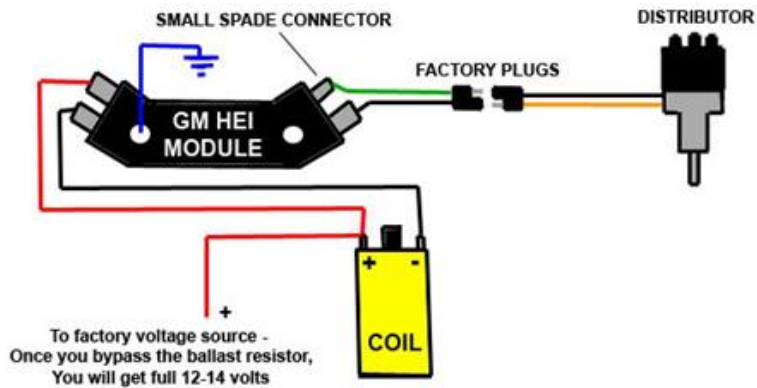 SMALL SPADE CONNECTOR
DISTRIBUTOR
FACTORY PLUGS
GM HEI
MODULE
+ -
COIL
+
To factory voltage source -
Once you bypass the ballast resistor,
You will get full 12-14 volts